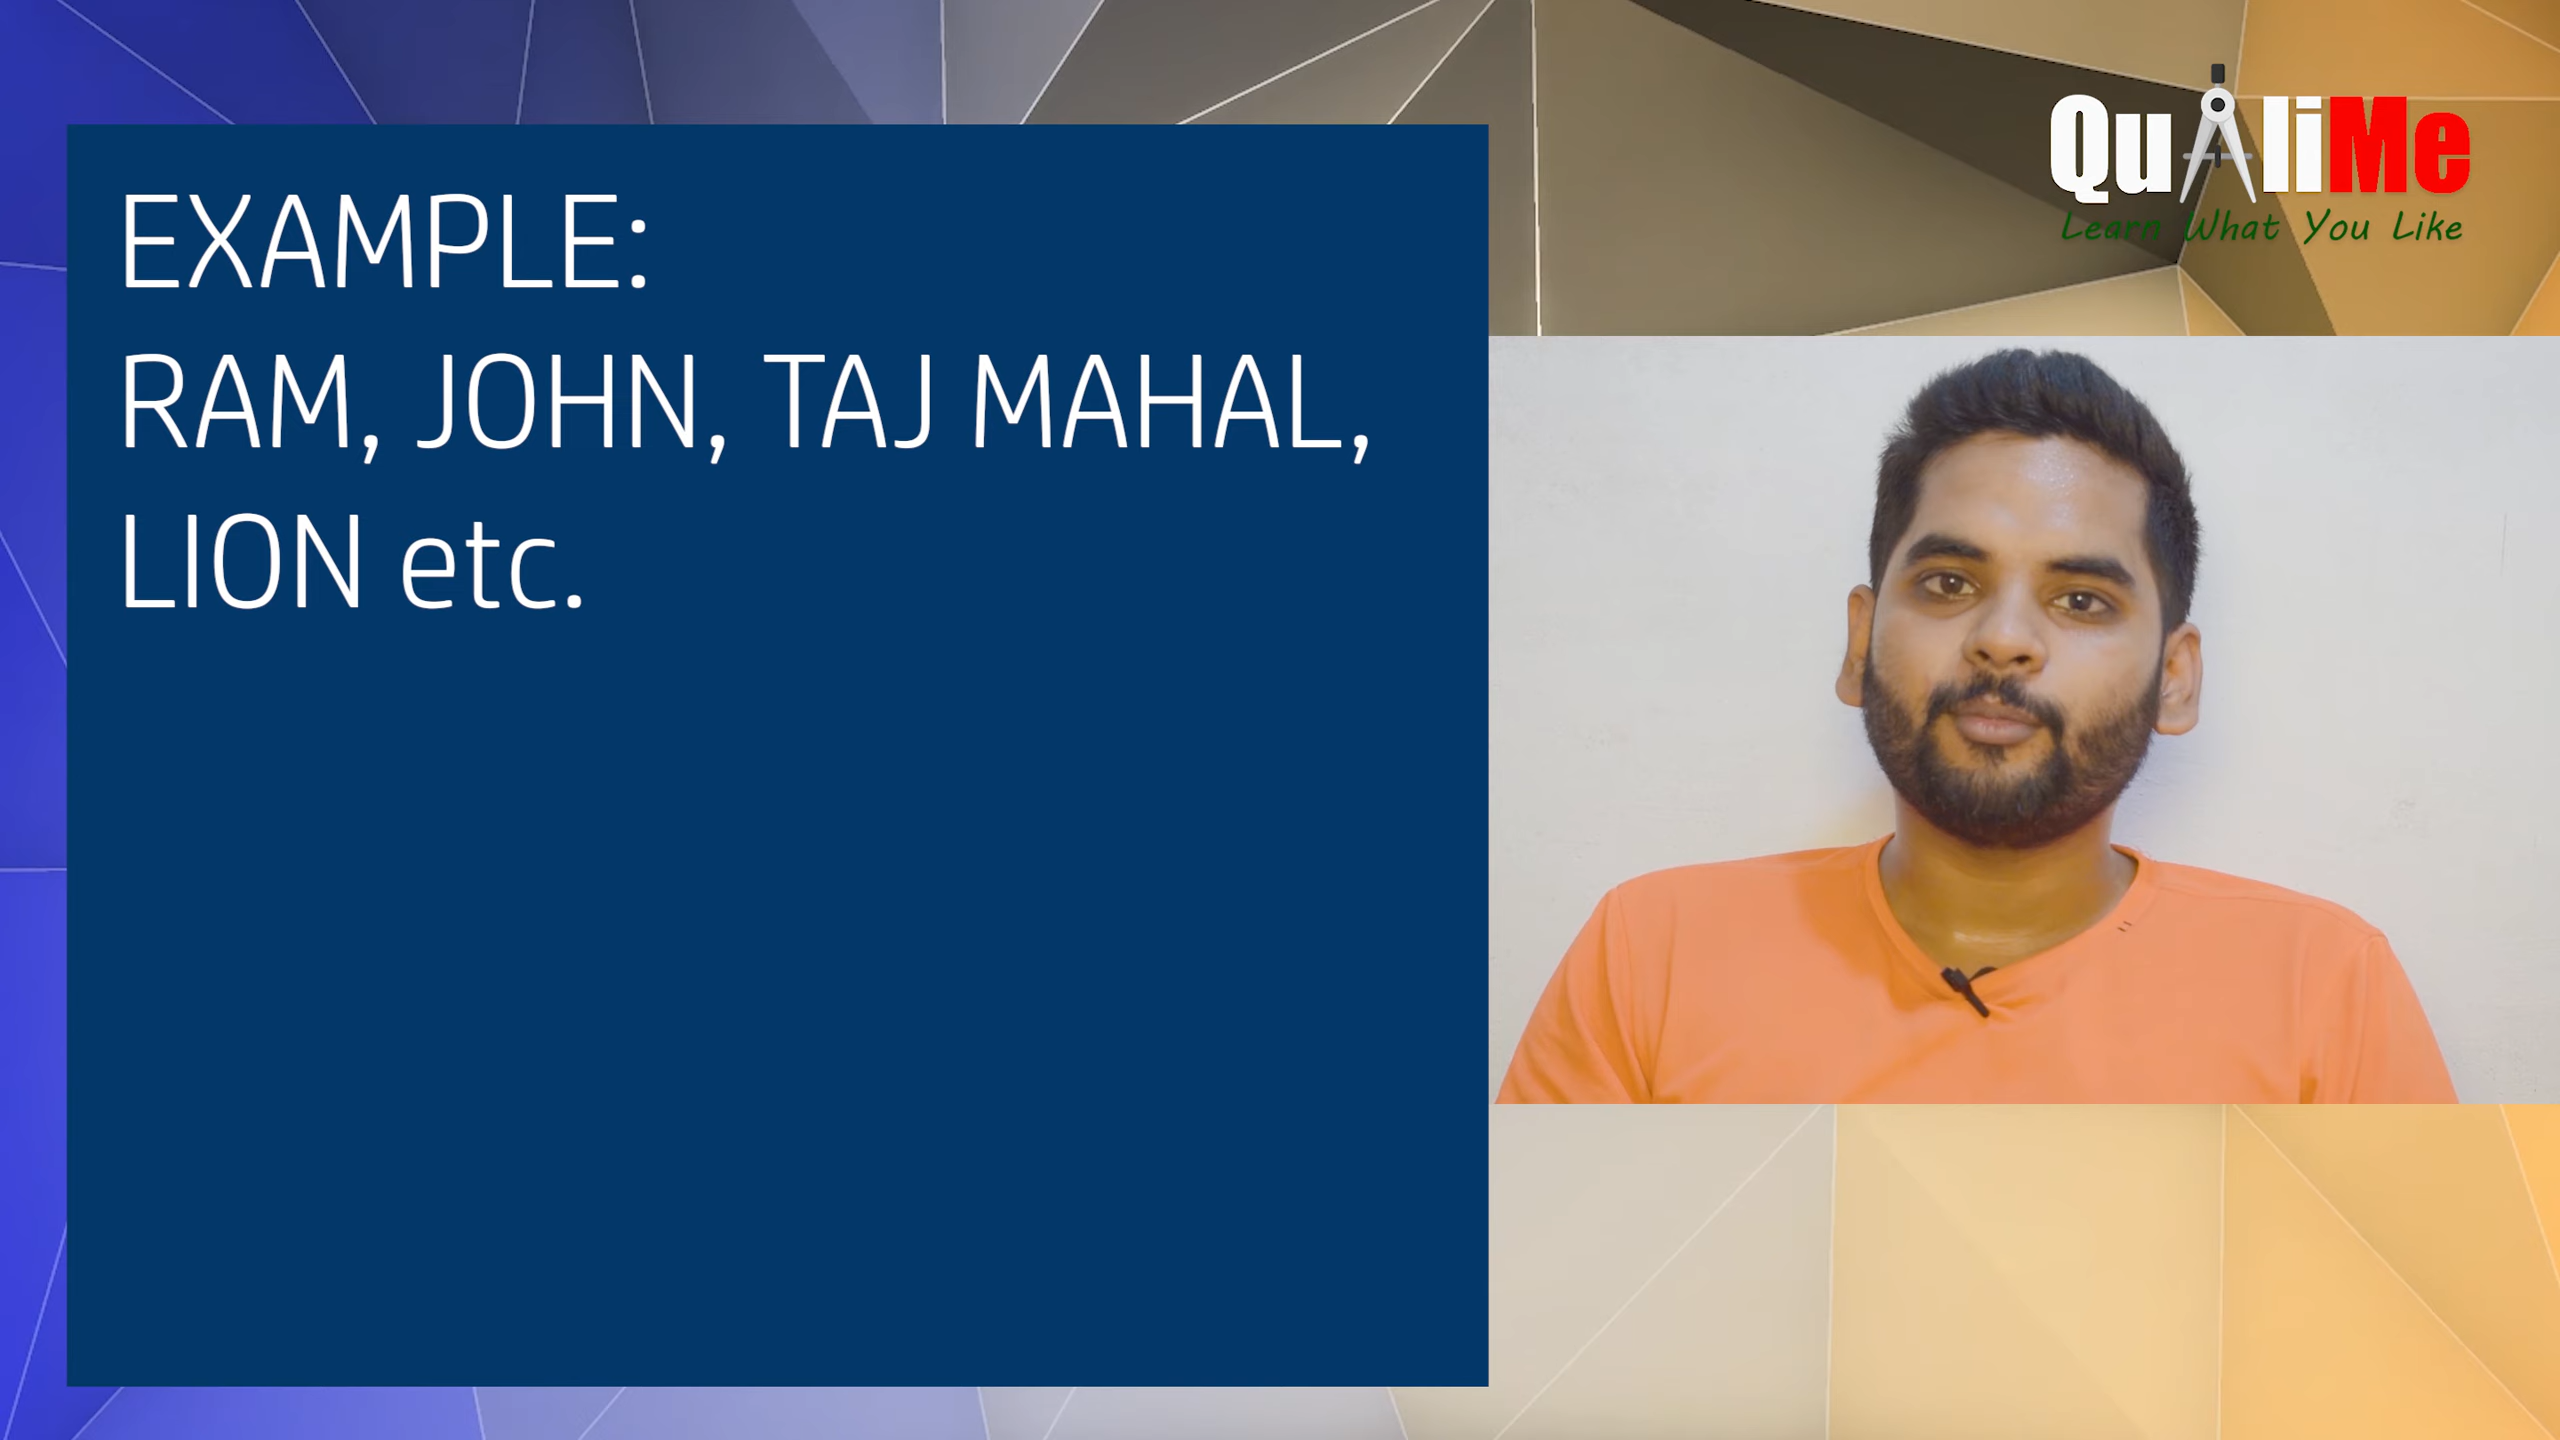 EXAMPLE:
RAM, JOHN, TAJ MAHAL,
LION etc.
QuAliMe
Learn What You Like